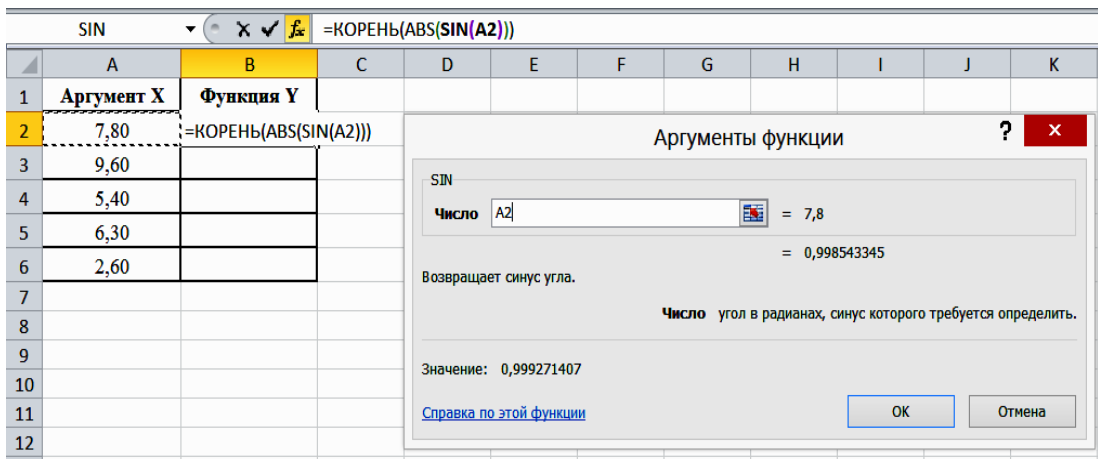 SIN fx =КОРЕНЬ(ABS(SIN(A2)))
A B C D E F G H I J K
1 Аргумент X Функция Y
2 7,80 =КОРЕНЬ(ABS(SIN(A2)))
3 9,60
4 5,40
5 6,30
6 2,60
7
8
9
10
11
12
Аргументы функции ? x
SIN
Число A2 = 7,8
= 0,998543345
Возвращает синус угла.
Число угол в радианах, синус которого требуется определить.
Значение: 0,999271407
Справка по этой функции ОК Отмена